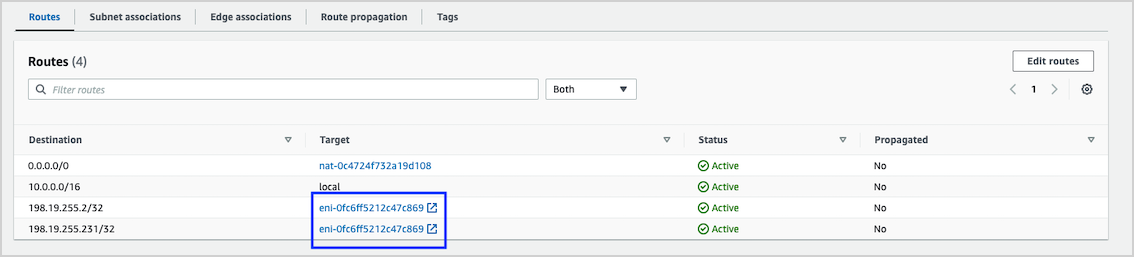 Routes Subnet associations Edge associations Route propagation Tags
Routes (4) Edit routes
Filter routes Both 1
Destination Target Status Propagated
0.0.0.0/0 nat-0c4724f732a19d108 Active No
10.0.0.0/16 local Active No
198.19.255.2/32 eni-0fc6ff5212c47c869 Active No
198.19.255.231/32 eni-0fc6ff5212c47c869 Active No